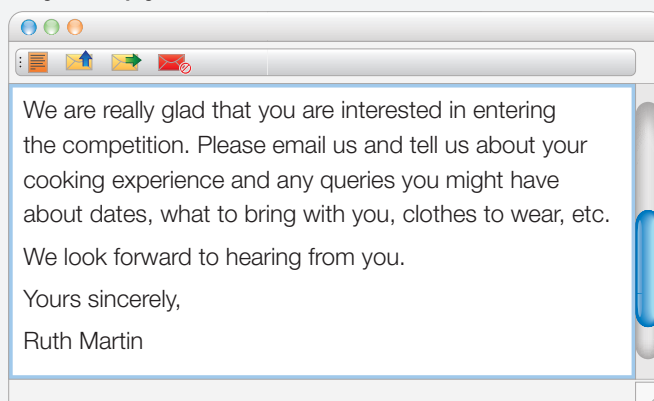 We are really glad that you are interested in entering
the competition. Please email us and tell us about your
cooking experience and any queries you might have
about dates, what to bring with you, clothes to wear, etc.
We look forward to hearing from you.
Yours sincerely,
Ruth Martin